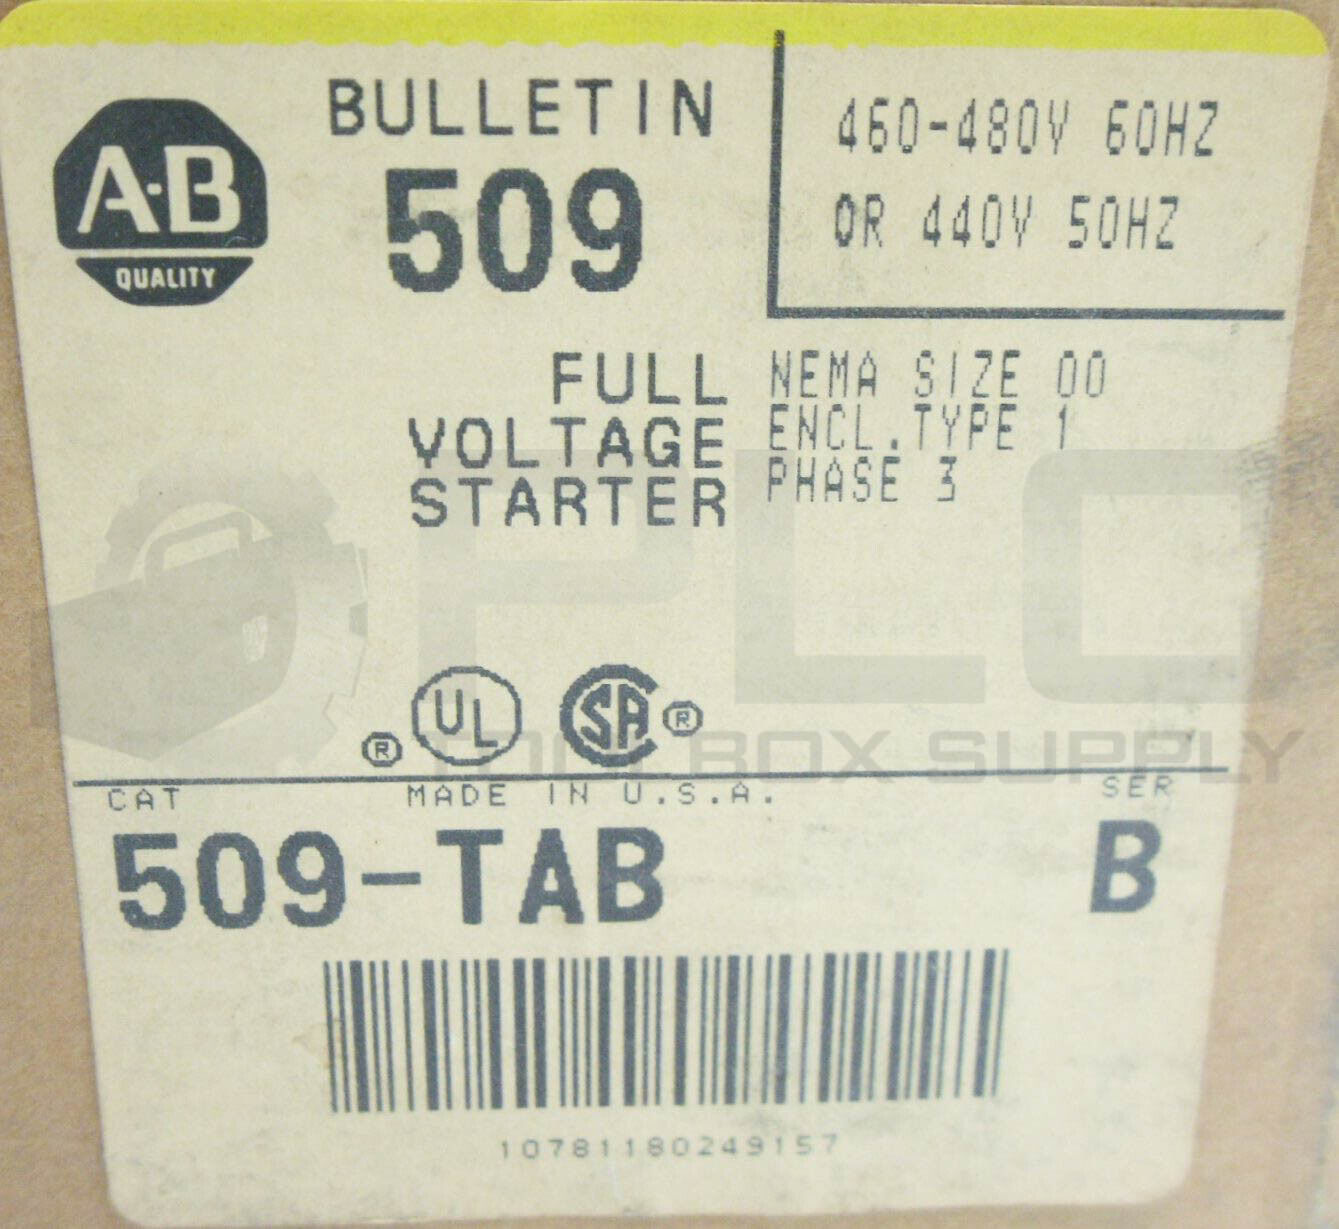 A-B
QUALITY
BULLETIN
509
460-480V 60HZ
OR 440V 50HZ
FULL
VOLTAGE
STARTER
NEMA SIZE 00
ENCL.TYPE 1
PHASE 3
PLC
TOOLBOX SUPPLY
® UL SA ®
CAT
MADE IN U.S.A.
SER
509-TAB
B
10781180249157